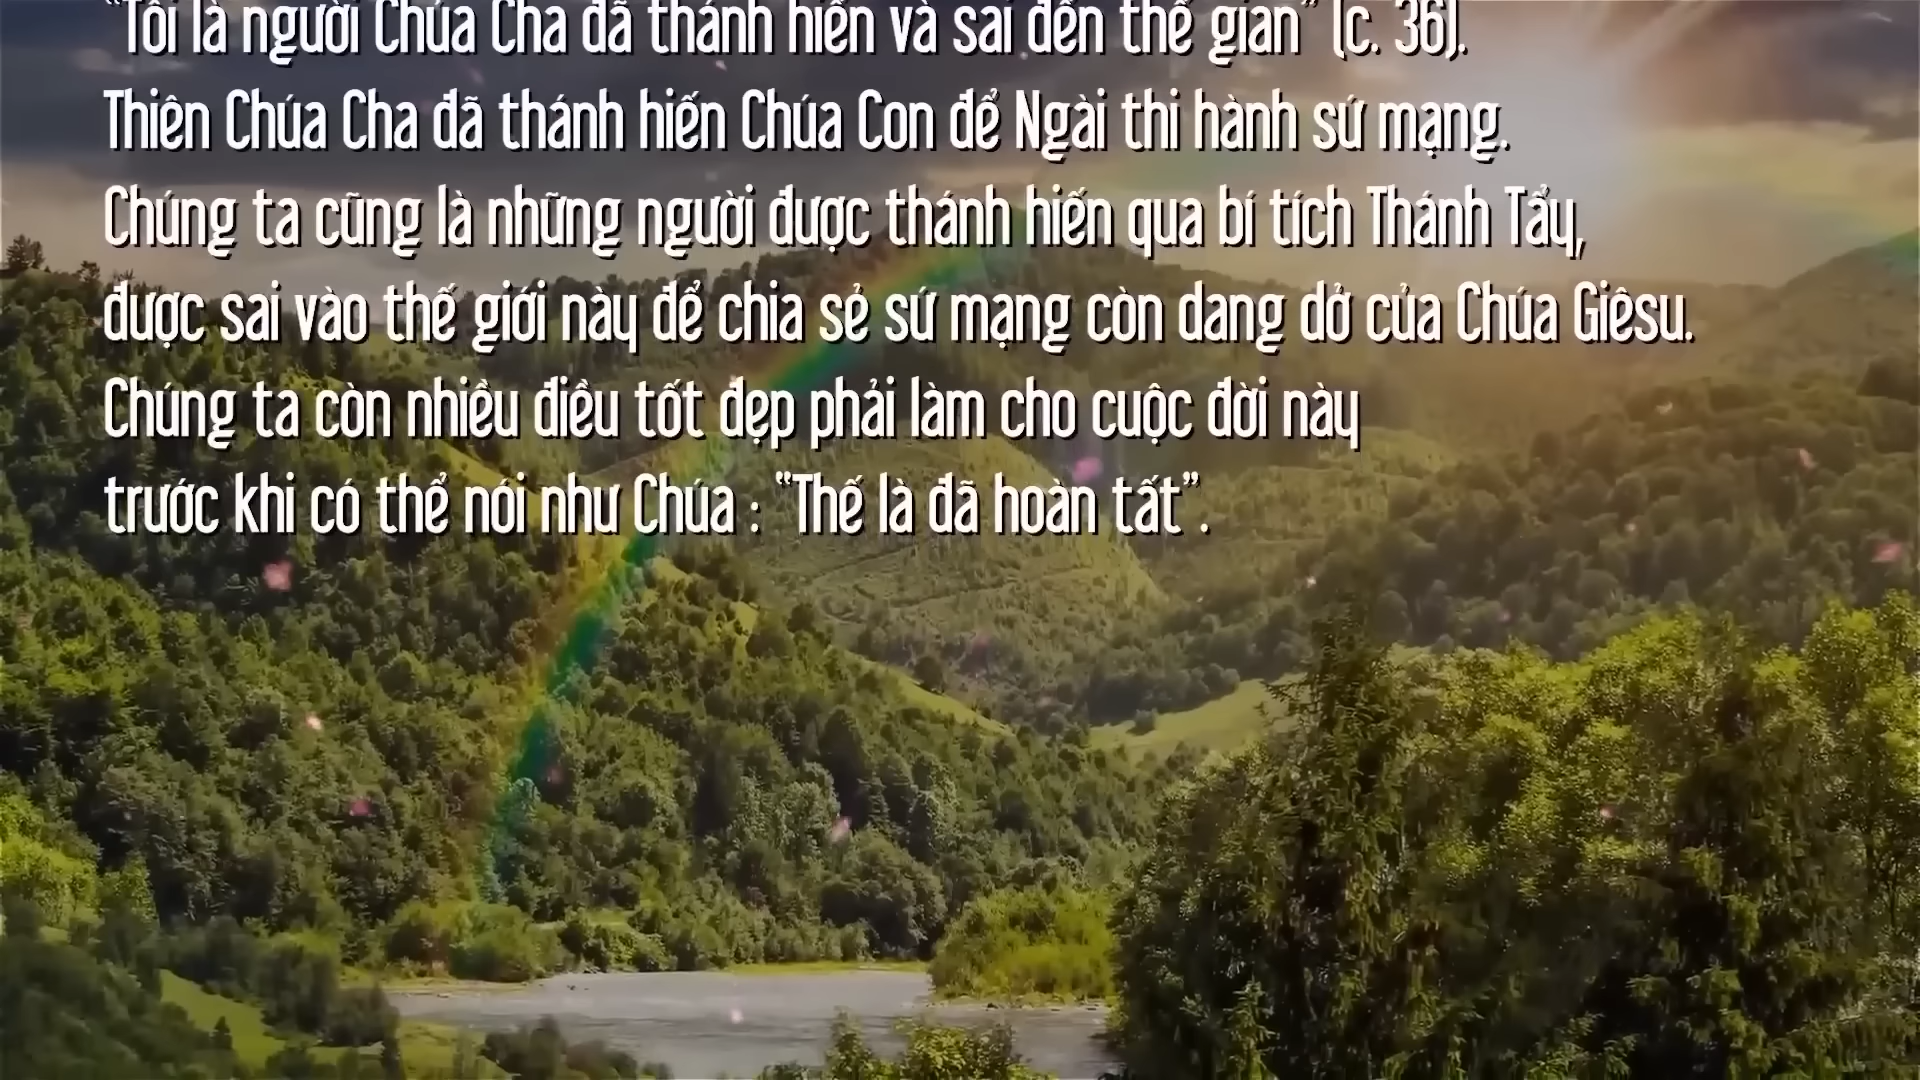 “Tôi là người Chúa Cha đã thánh hiến và sai đến thế gian” (c. 36).
Thiên Chúa Cha đã thánh hiến Chúa Con để Ngài thi hành sứ mạng.
Chúng ta cũng là những người được thánh hiến qua bí tích Thánh Tẩy,
được sai vào thế giới này để chia sẻ sứ mạng còn dang dở của Chúa Giêsu.
Chúng ta còn nhiều điều tốt đẹp phải làm cho cuộc đời này
trước khi có thể nói như Chúa : “Thế là đã hoàn tất”.